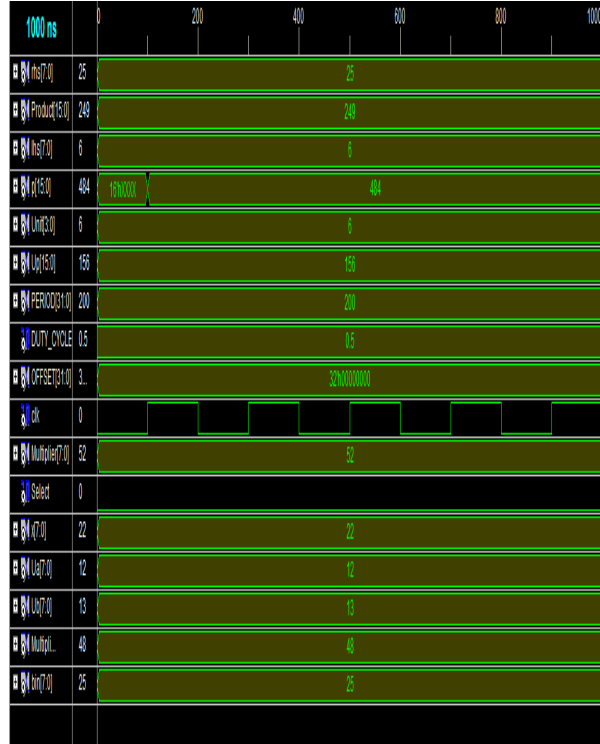 1000 ns 0 200 400 600 800 1000
rhs[7:0] 25 25
Product[15:0] 249 249
lhs[7:0] 6 6
p[15:0] 484 16'hXXXX 484
Unit[3:0] 6 6
Up[15:0] 156 156
PERIOD[31:0] 200 200
DUTY_CYCLE 0.5 0.5
OFFSET[31:0] 3... 32'h00000000
clk 0
Multiplier[7:0] 52 52
Select 0
x[7:0] 22 22
Ua[7:0] 12 12
Ub[7:0] 13 13
Multipli... 48 48
bin[7:0] 25 25